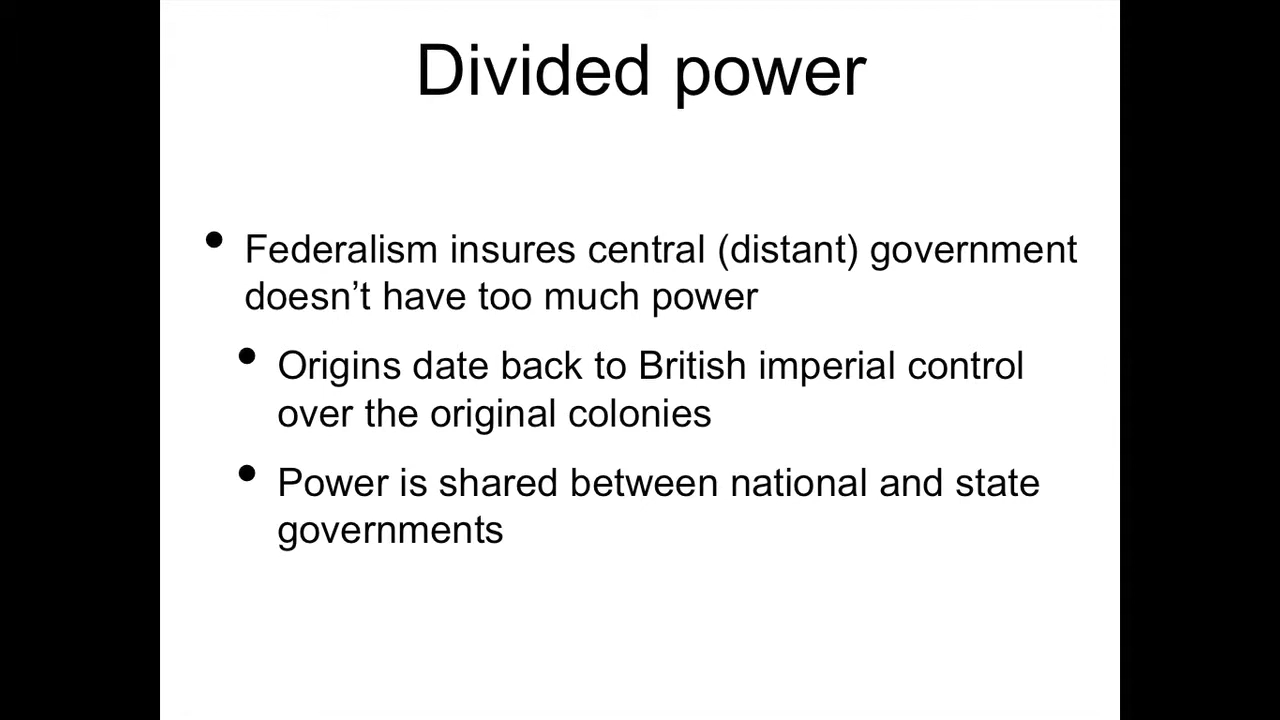 Divided power
• Federalism insures central (distant) government
doesn’t have too much power
• Origins date back to British imperial control
over the original colonies
• Power is shared between national and state
governments